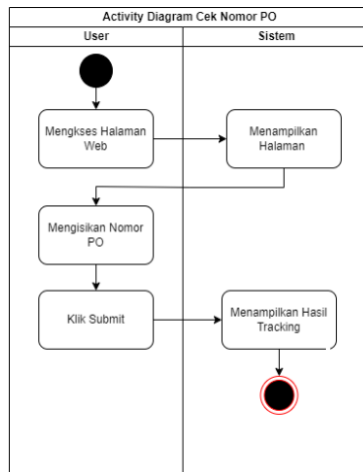 Activity Diagram Cek Nomor PO
User
Sistem
Mengkses Halaman
Web
Menampilkan
Halaman
Mengisikan Nomor
PO
Klik Submit
Menampilkan Hasil
Tracking